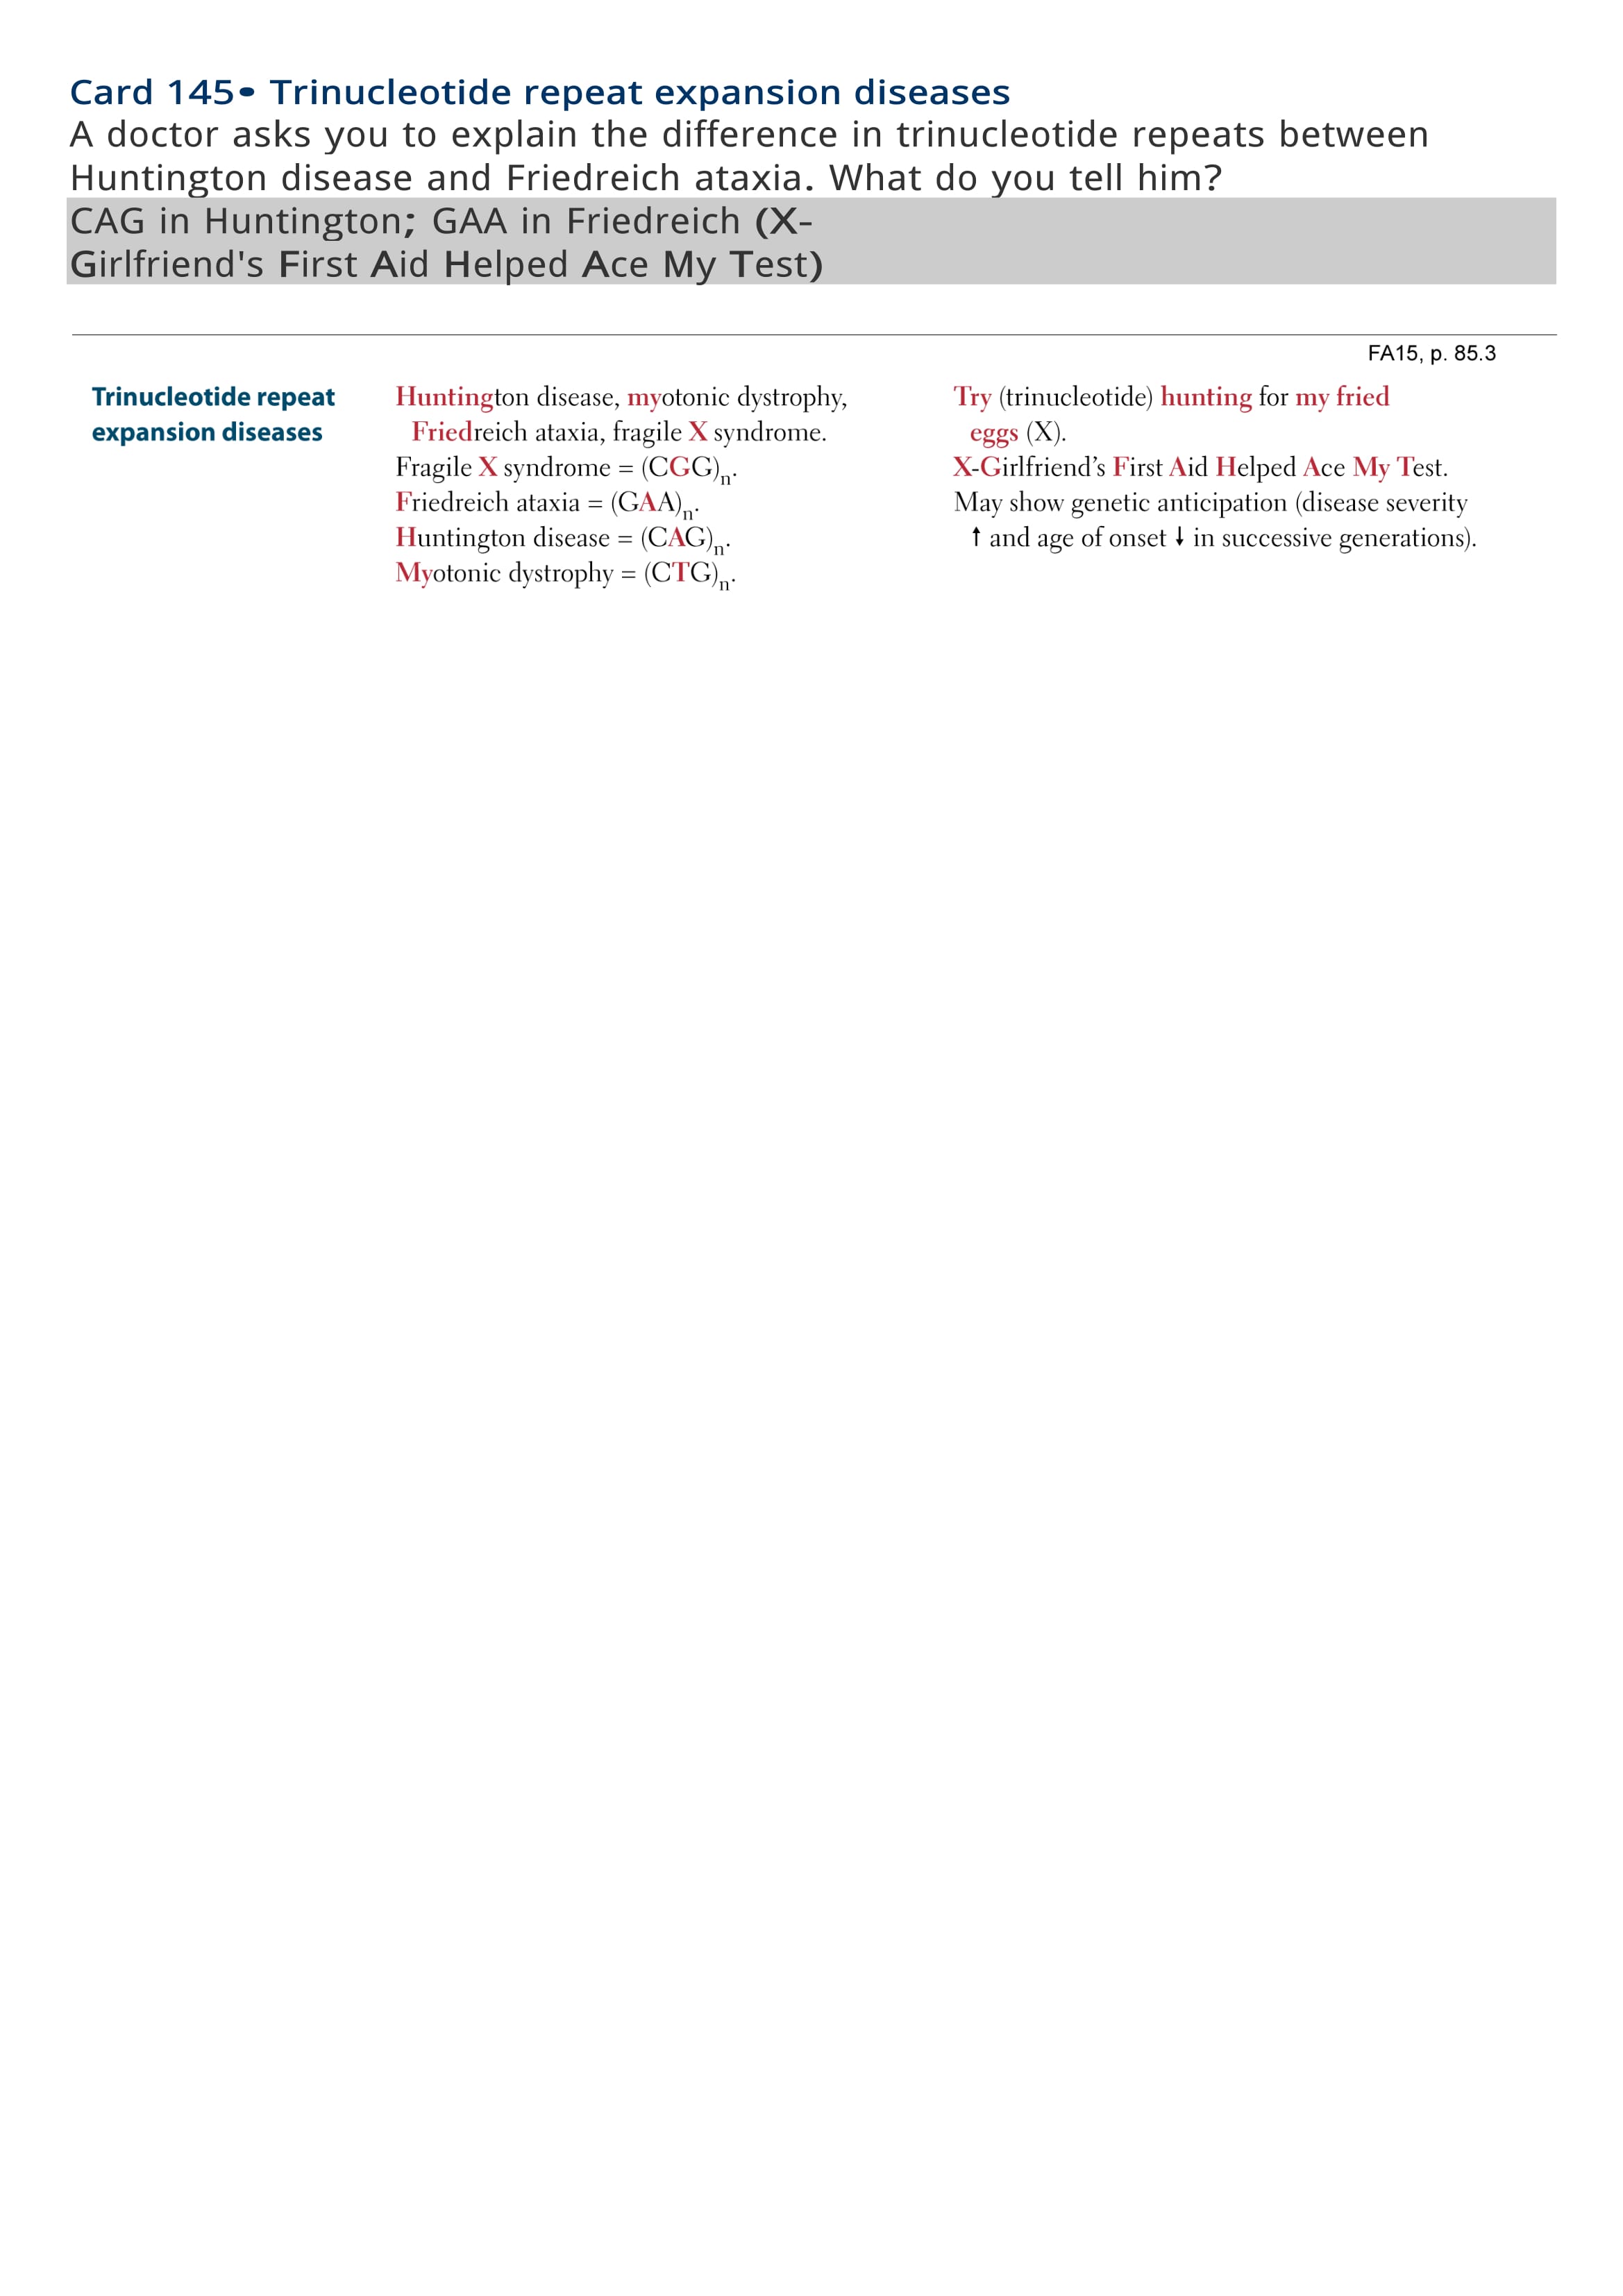 Card 145• Trinucleotide repeat expansion diseases
A doctor asks you to explain the difference in trinucleotide repeats between
Huntington disease and Friedreich ataxia. What do you tell him?
CAG in Huntington; GAA in Friedreich (X-
Girlfriend's First Aid Helped Ace My Test)
FA15, p. 85.3
Trinucleotide repeat
expansion diseases
Huntington disease, myotonic dystrophy,
Friedreich ataxia, fragile X syndrome.
Fragile X syndrome = (CGG)n.
Friedreich ataxia = (GAA)n.
Huntington disease = (CAG)n.
Myotonic dystrophy = (CTG)n.
Try (trinucleotide) hunting for my fried
eggs (X).
X-Girlfriend’s First Aid Helped Ace My Test.
May show genetic anticipation (disease severity
↑ and age of onset ↓ in successive generations).